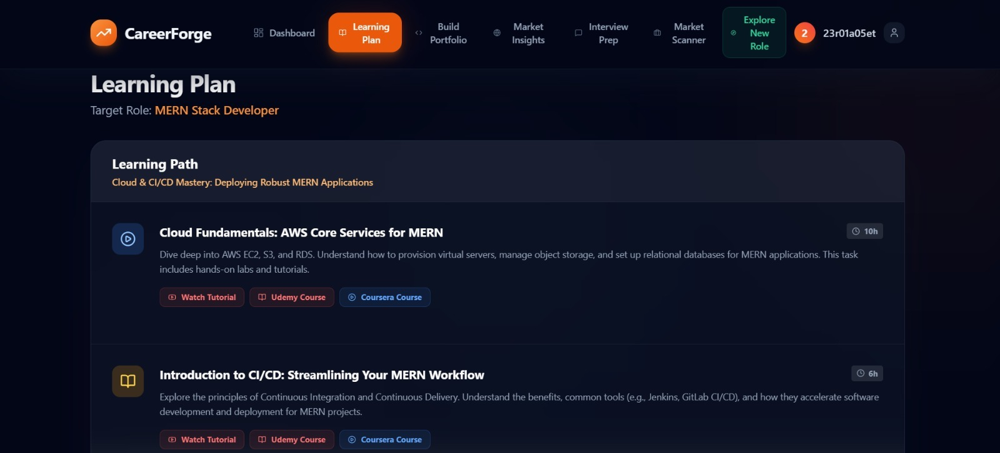 CareerForge
Dashboard
Learning
Plan
Build
Portfolio
Market
Insights
Interview
Prep
Market
Scanner
Explore
New
Role
2
23r01a05et
Learning Plan
Target Role: MERN Stack Developer
Learning Path
Cloud & CI/CD Mastery: Deploying Robust MERN Applications
Cloud Fundamentals: AWS Core Services for MERN
10h
Dive deep into AWS EC2, S3, and RDS. Understand how to provision virtual servers, manage object storage, and set up relational databases for MERN applications. This task
includes hands-on labs and tutorials.
Watch Tutorial
Udemy Course
Coursera Course
Introduction to CI/CD: Streamlining Your MERN Workflow
6h
Explore the principles of Continuous Integration and Continuous Delivery. Understand the benefits, common tools (e.g., Jenkins, GitLab CI/CD), and how they accelerate software
development and deployment for MERN projects.
Watch Tutorial
Udemy Course
Coursera Course